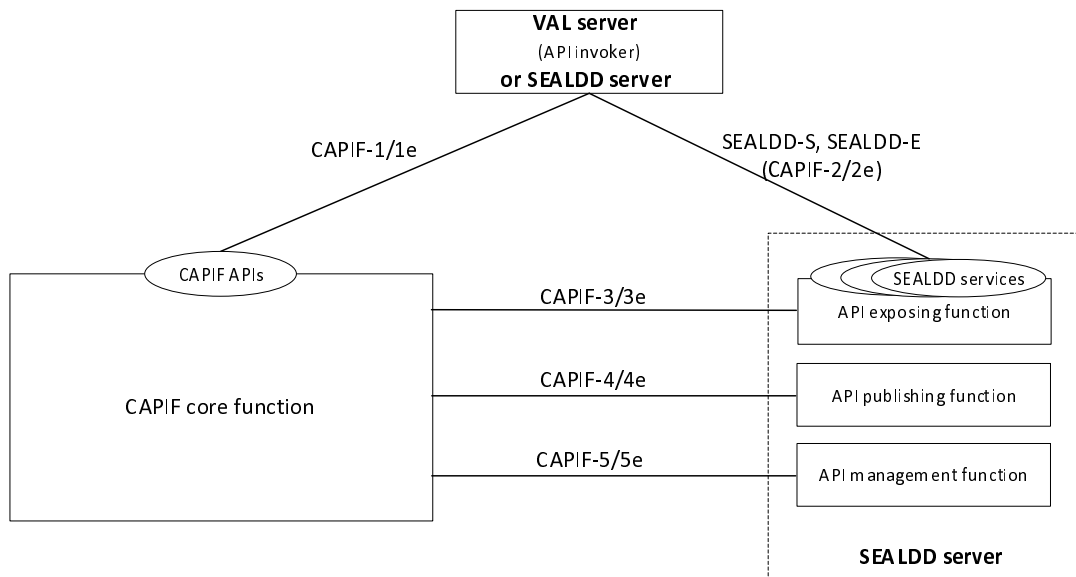 VAL server
(API invoker)
or SEALDD server
CAPIF-1/1e
SEALDD-S, SEALDD-E
(CAPIF-2/2e)
CAPIF APIs
SEALDD services
CAPIF-3/3e
API exposing function
CAPIF-4/4e
API publishing function
CAPIF core function
CAPIF-5/5e
API management function
SEALDD server